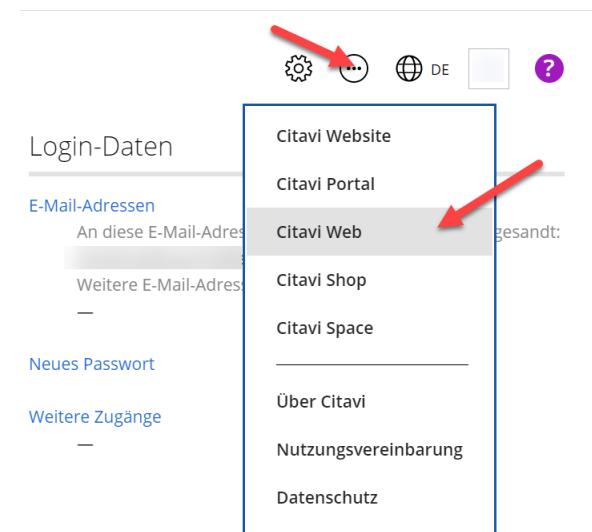 DE
?
Login-Daten
E-Mail-Adressen
An diese E-Mail-Adres
gesandt:
Weitere E-Mail-Adres
—
Neues Passwort
Weitere Zugänge
—
Citavi Website
Citavi Portal
Citavi Web
Citavi Shop
Citavi Space
Über Citavi
Nutzungsvereinbarung
Datenschutz